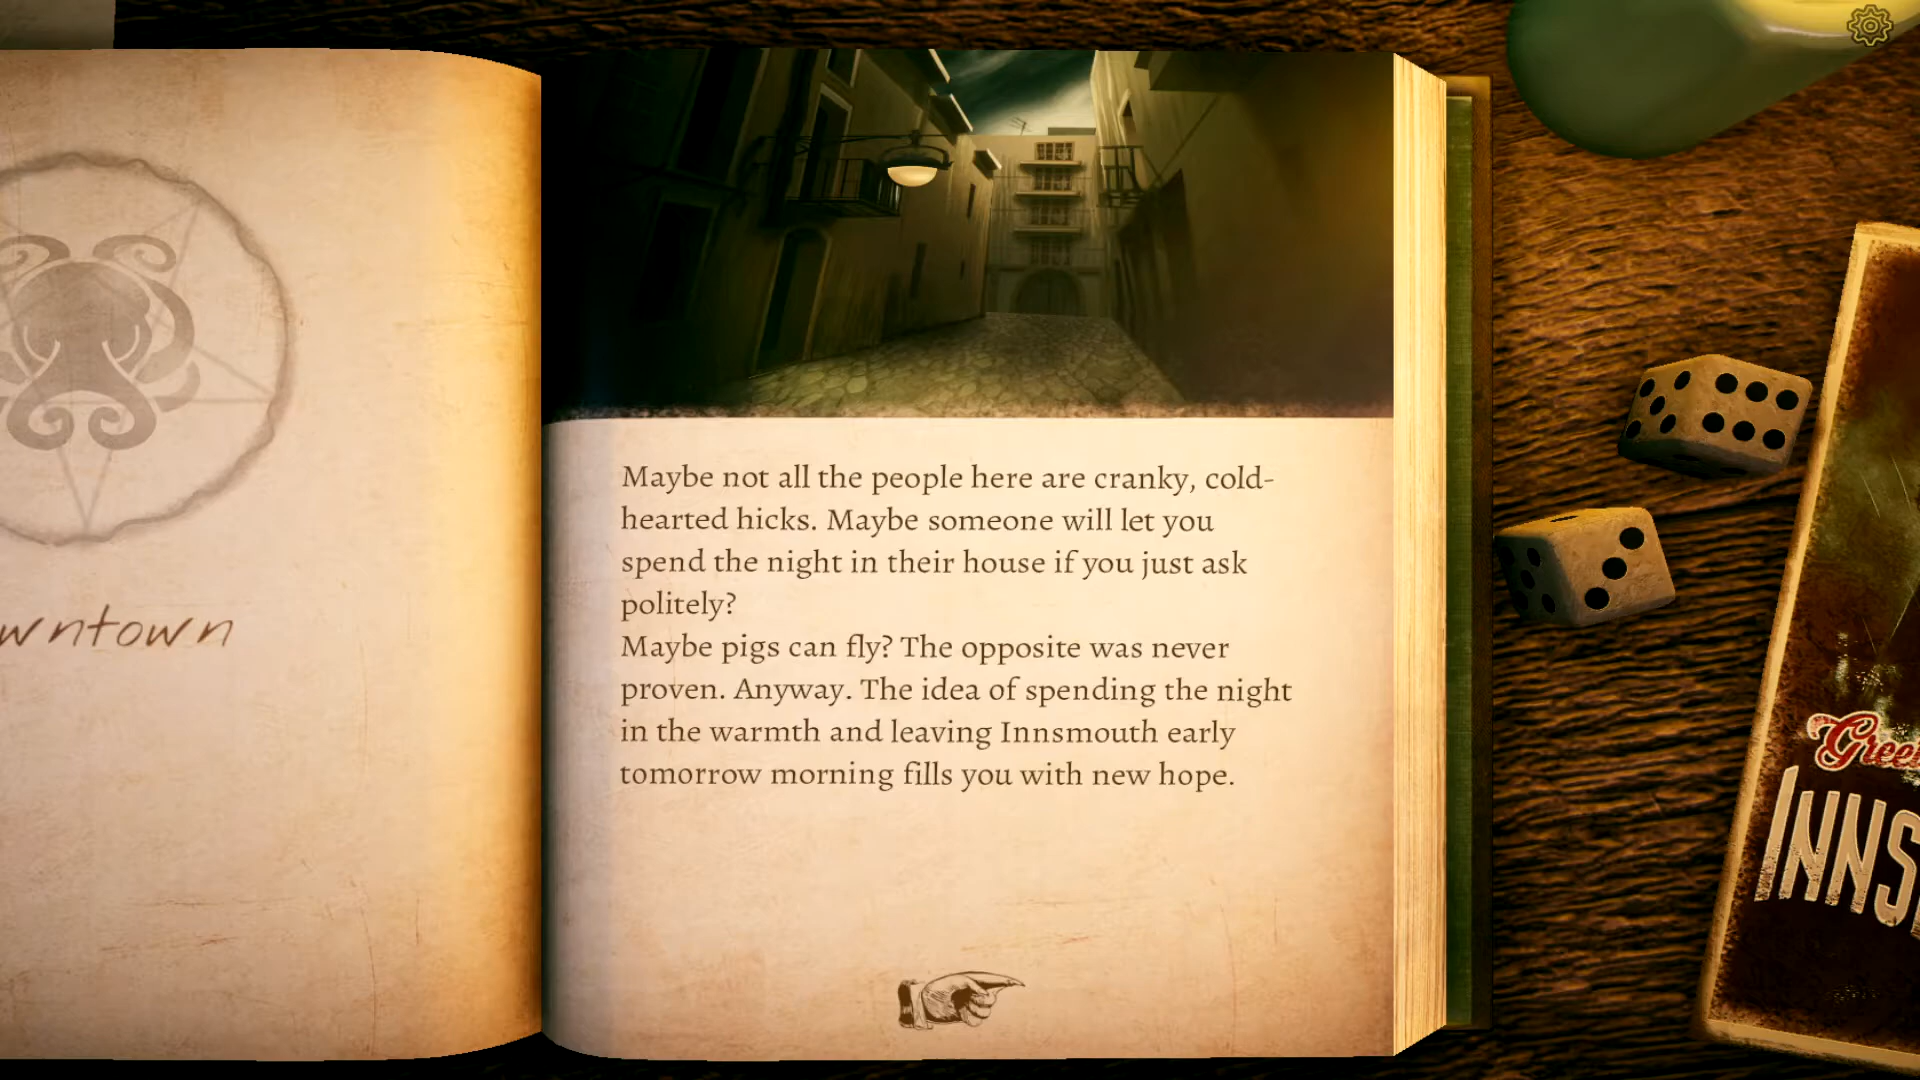 wntown
Maybe not all the people here are cranky, cold-
hearted hicks. Maybe someone will let you
spend the night in their house if you just ask
politely?
Maybe pigs can fly? The opposite was never
proven. Anyway. The idea of spending the night
in the warmth and leaving Innsmouth early
tomorrow morning fills you with new hope.
Gree
INNS